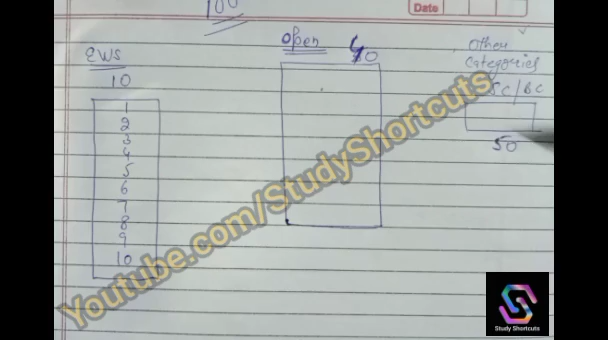 100
Date
EWS
10
1
2
3
4
5
6
7
8
9
10
Open 40
Other
Categories
SC/BC
50
Youtube.com/StudyShortcuts
Study Shortcuts